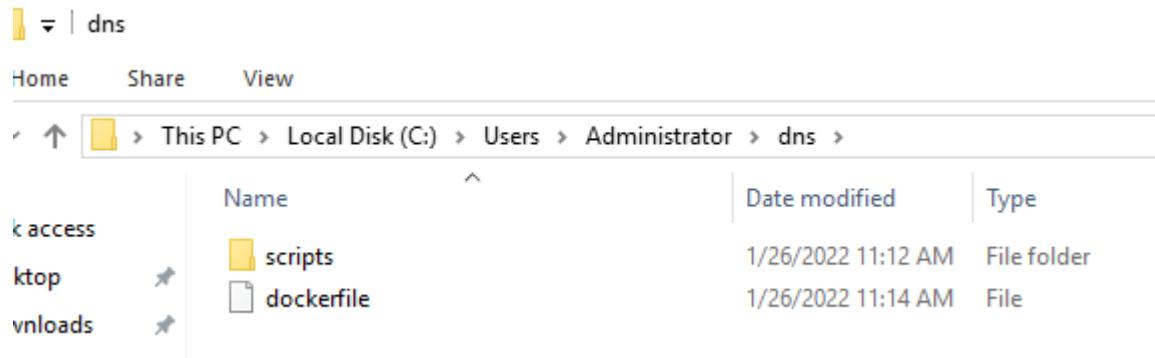 dns
Home Share View
This PC > Local Disk (C:) > Users > Administrator > dns >
Name Date modified Type
k access
scripts 1/26/2022 11:12 AM File folder
ktop
dockerfile 1/26/2022 11:14 AM File
wnloads